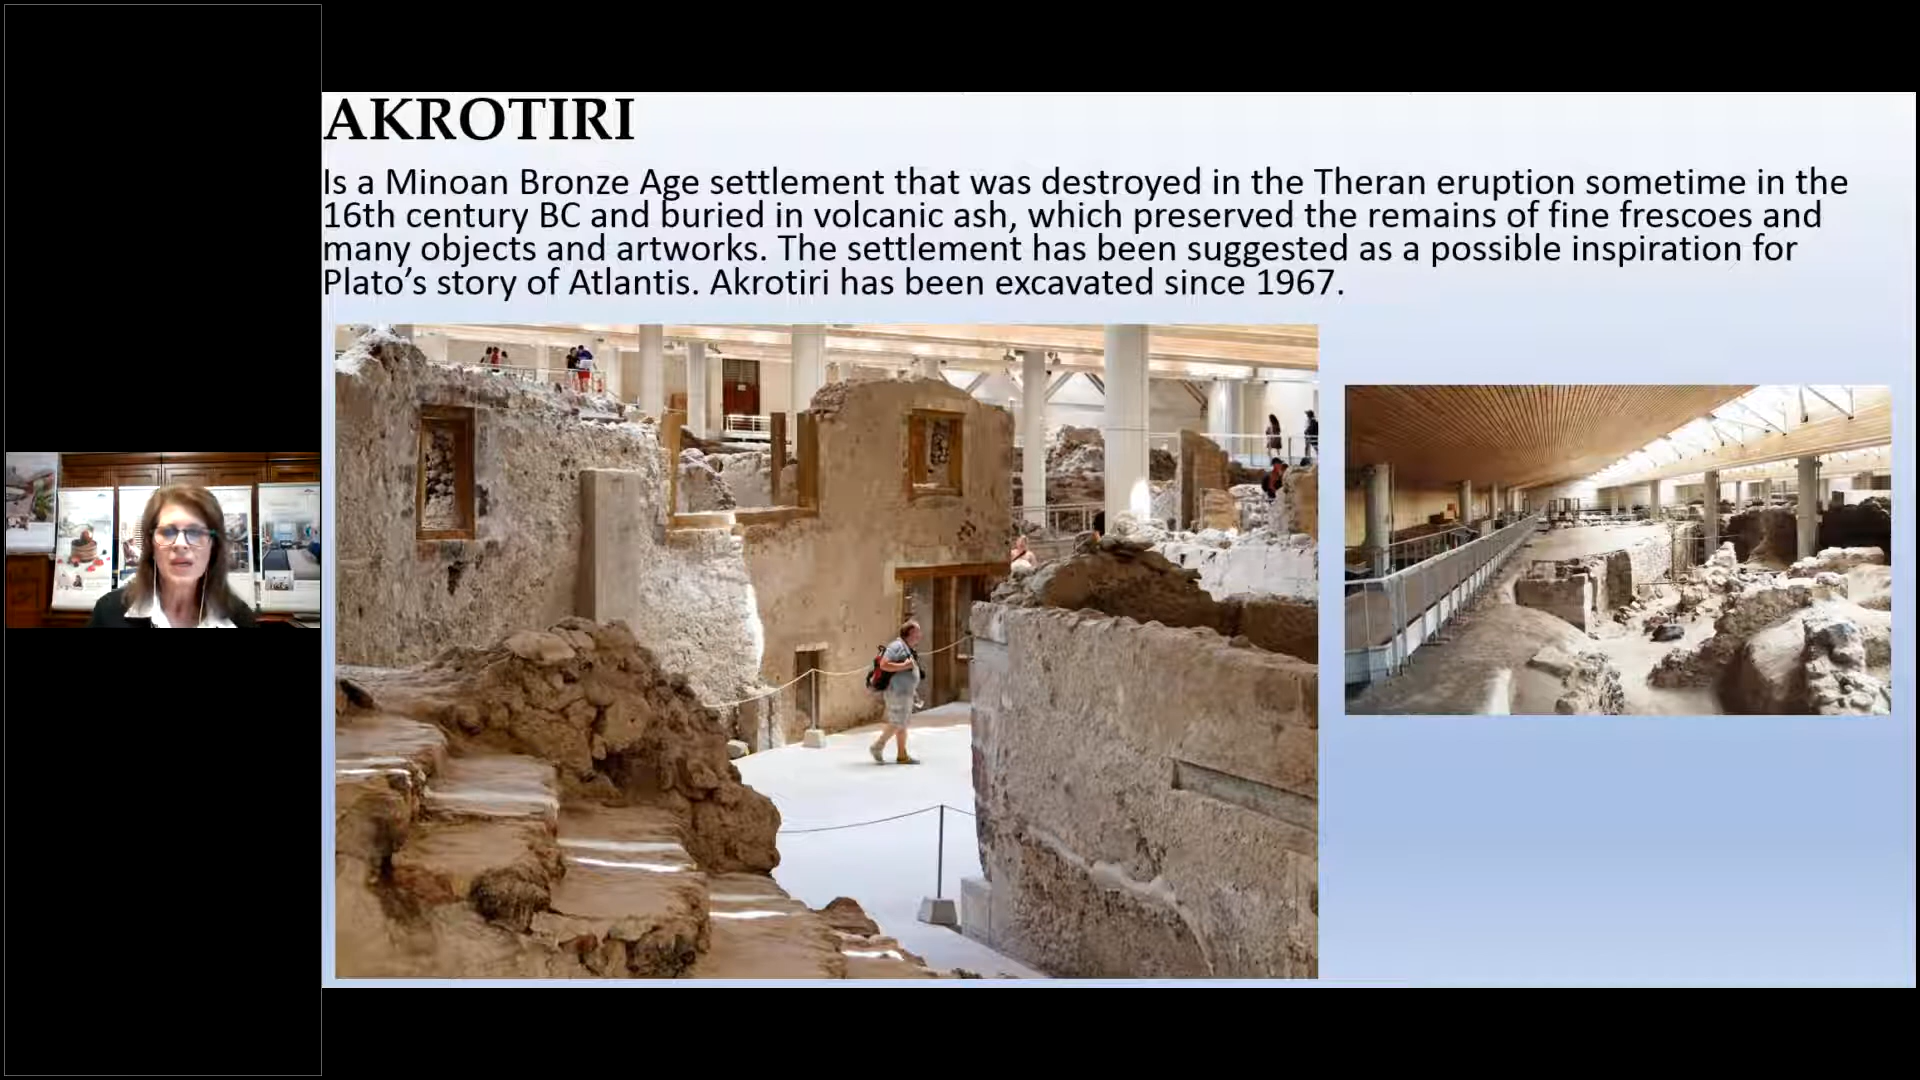 AKROTIRI
Is a Minoan Bronze Age settlement that was destroyed in the Theran eruption sometime in the
16th century BC and buried in volcanic ash, which preserved the remains of fine frescoes and
many objects and artworks. The settlement has been suggested as a possible inspiration for
Plato’s story of Atlantis. Akrotiri has been excavated since 1967.